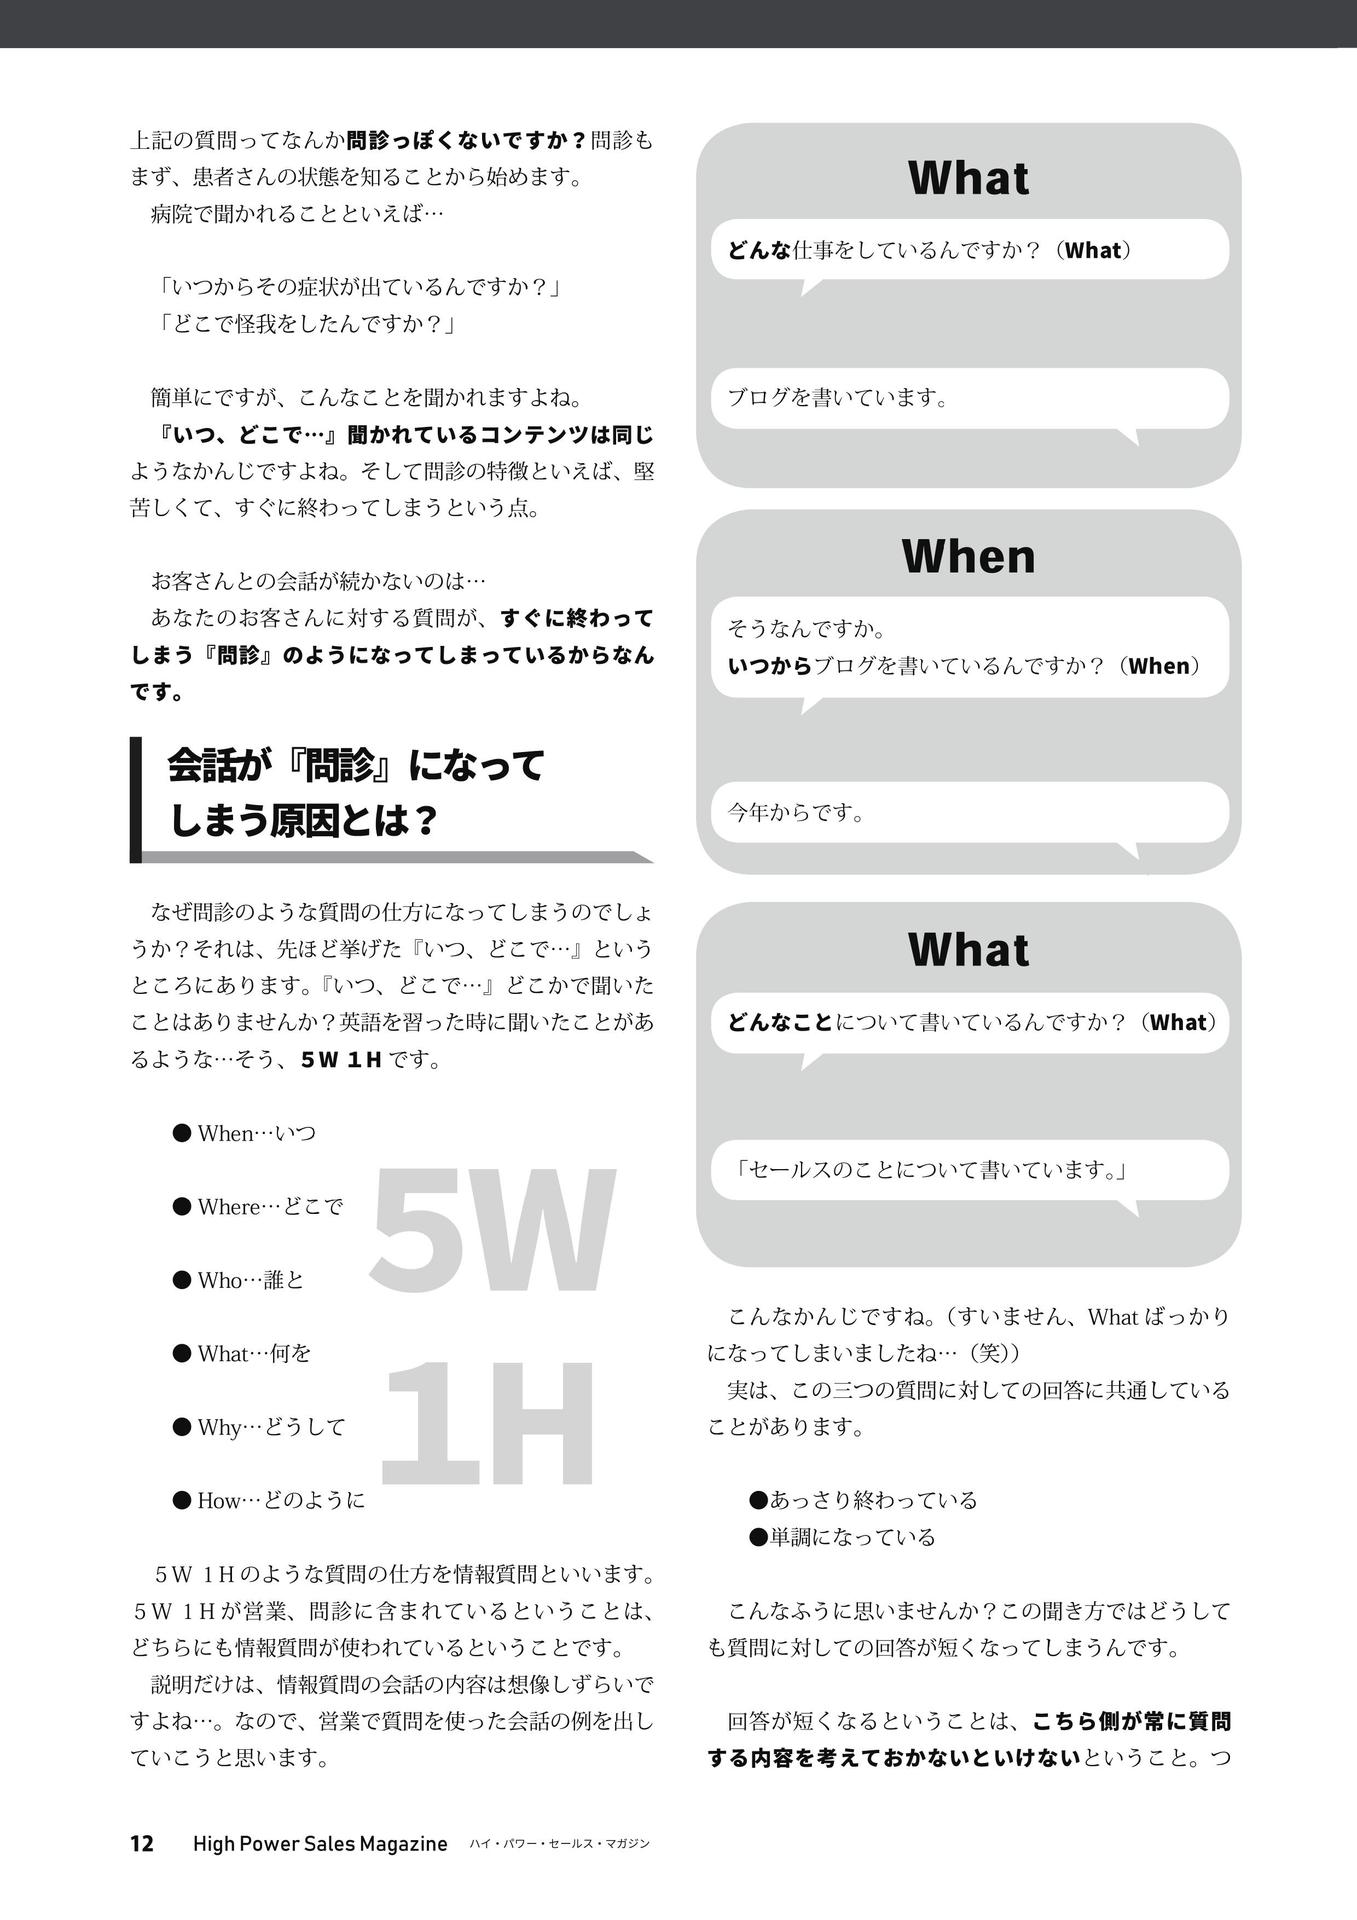 上記の質問ってなんか問診っぽくないですか？問診も
まず、患者さんの状態を知ることから始めます。
　病院で聞かれることといえば…
　「いつからその症状が出ているんですか？」
　「どこで怪我をしたんですか？」
　簡単にですが、こんなことを聞かれますよね。
　『いつ、どこで…』聞かれているコンテンツは同じ
ようなかんじですよね。そして問診の特徴といえば、堅
苦しくて、すぐに終わってしまうという点。
　お客さんとの会話が続かないのは…
　あなたのお客さんに対する質問が、すぐに終わって
しまう『問診』のようになってしまっているからなん
です。
会話が『問診』になって
しまう原因とは？
　なぜ問診のような質問の仕方になってしまうのでしょ
うか？それは、先ほど挙げた『いつ、どこで…』という
ところにあります。『いつ、どこで…』どこかで聞いた
ことはありませんか？英語を習った時に聞いたことがあ
るような…そう、５Ｗ １Ｈ です。
● When…いつ
● Where…どこで
● Who…誰と
● What…何を
● Why…どうして
● How…どのように
5W
1H
　５Ｗ １Ｈのような質問の仕方を情報質問といいます。
５Ｗ １Ｈが営業、問診に含まれているということは、
どちらにも情報質問が使われているということです。
　説明だけは、情報質問の会話の内容は想像しずらいで
すよね…。なので、営業で質問を使った会話の例を出し
ていこうと思います。
What
どんな仕事をしているんですか？（What）
ブログを書いています。
When
そうなんですか。
いつからブログを書いているんですか？（When）
今年からです。
What
どんなことについて書いているんですか？（What）
「セールスのことについて書いています。」
　こんなかんじですね。（すいません、What ばっかり
になってしまいましたね…（笑））
　実は、この三つの質問に対しての回答に共通している
ことがあります。
●あっさり終わっている
●単調になっている
　こんなふうに思いませんか？この聞き方ではどうして
も質問に対しての回答が短くなってしまうんです。
　回答が短くなるということは、こちら側が常に質問
する内容を考えておかないといけないということ。つ
12 High Power Sales Magazine ハイ・パワー・セールス・マガジン